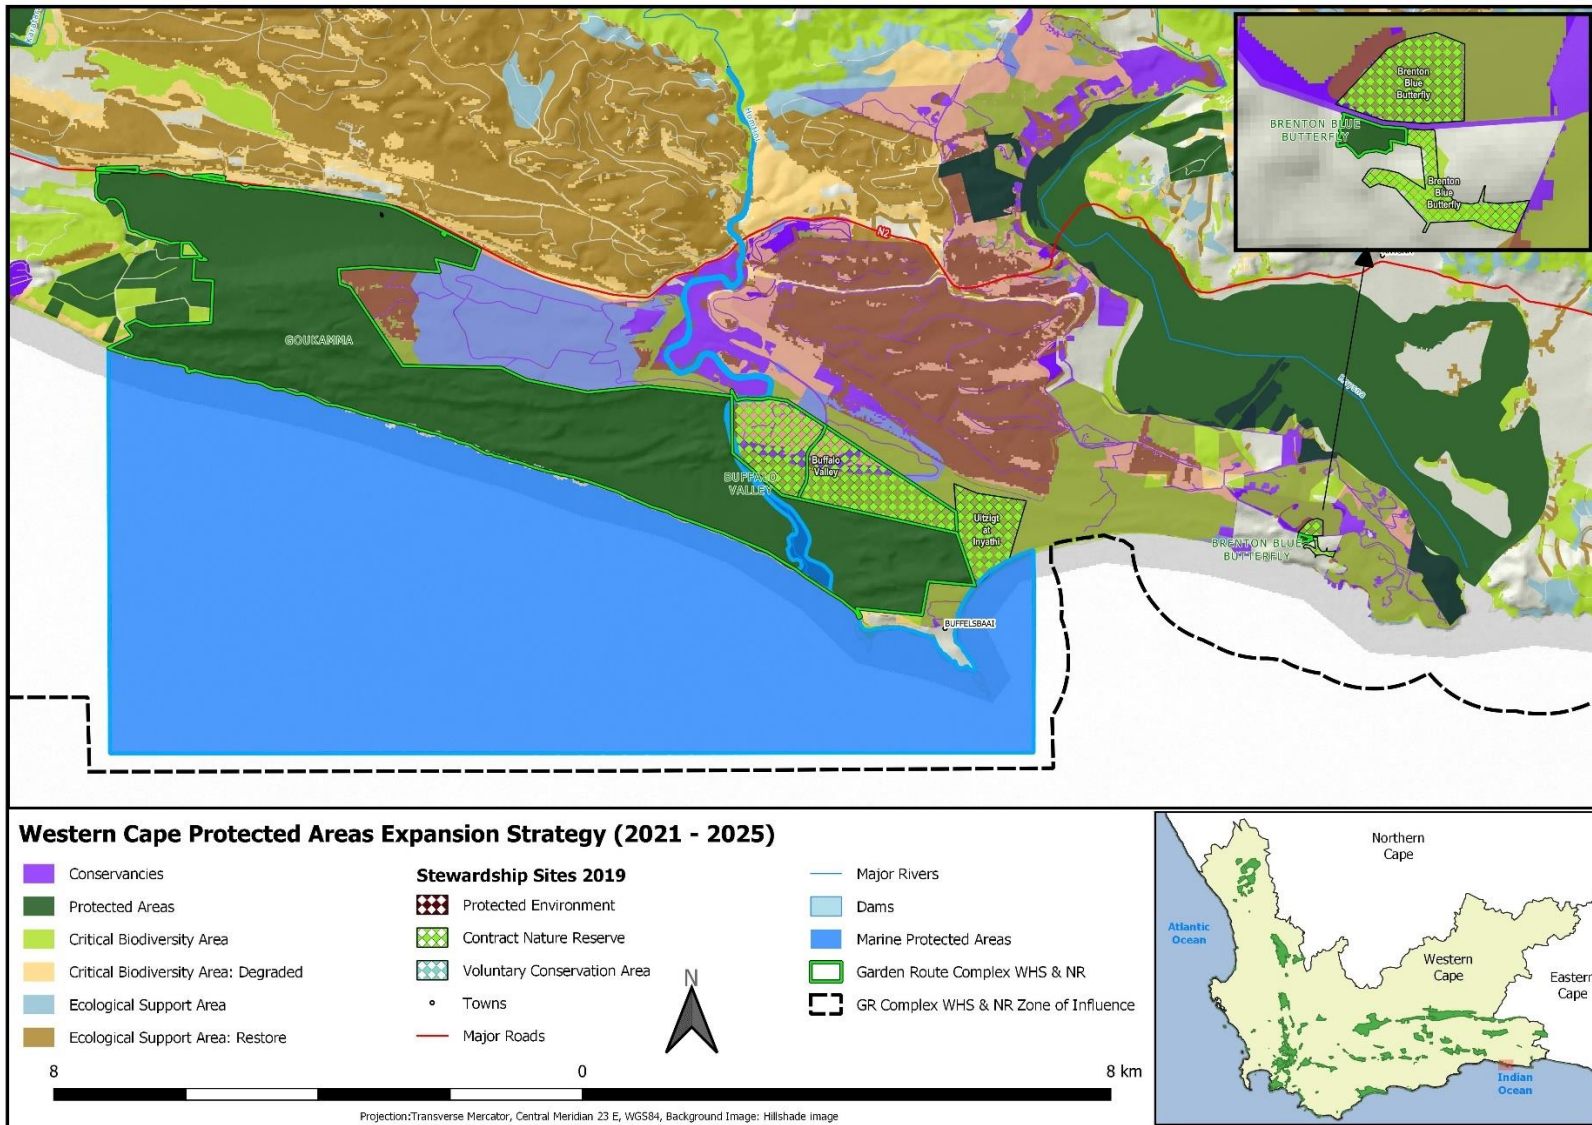 Karatara
Homtini
N2
GOUKAMMA
BUFFALO
VALLEY
Buffalo
Valley
Uitzigt
at
Inyathi
BUFFELSBAAI
Knysna
BRENTON BLUE
BUTTERFLY
Brenton
Blue
Butterfly
BRENTON BLUE
BUTTERFLY
Brenton
Blue
Butterfly
Western Cape Protected Areas Expansion Strategy (2021 - 2025)
Conservancies
Protected Areas
Critical Biodiversity Area
Critical Biodiversity Area: Degraded
Ecological Support Area
Ecological Support Area: Restore
Stewardship Sites 2019
Protected Environment
Contract Nature Reserve
Voluntary Conservation Area
Towns
Major Roads
N
Major Rivers
Dams
Marine Protected Areas
Garden Route Complex WHS & NR
GR Complex WHS & NR Zone of Influence
8 0 8 km
Projection:Transverse Mercator, Central Meridian 23 E, WGS84, Background Image: Hillshade image
Northern
Cape
Atlantic
Ocean
Western
Cape
Eastern
Cape
Indian
Ocean